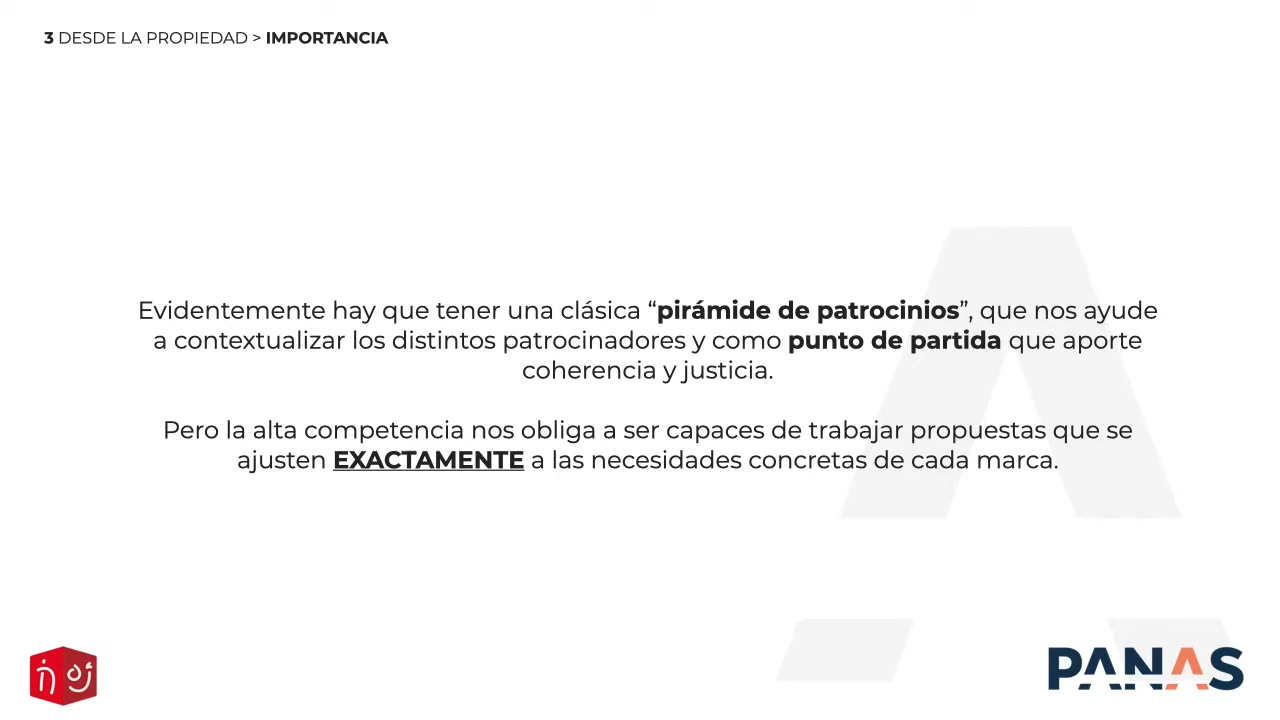 3 DESDE LA PROPIEDAD > IMPORTANCIA
Evidentemente hay que tener una clásica “pirámide de patrocinios”, que nos ayude
a contextualizar los distintos patrocinadores y como punto de partida que aporte
coherencia y justicia.
Pero la alta competencia nos obliga a ser capaces de trabajar propuestas que se
ajusten EXACTAMENTE a las necesidades concretas de cada marca.
PANAS